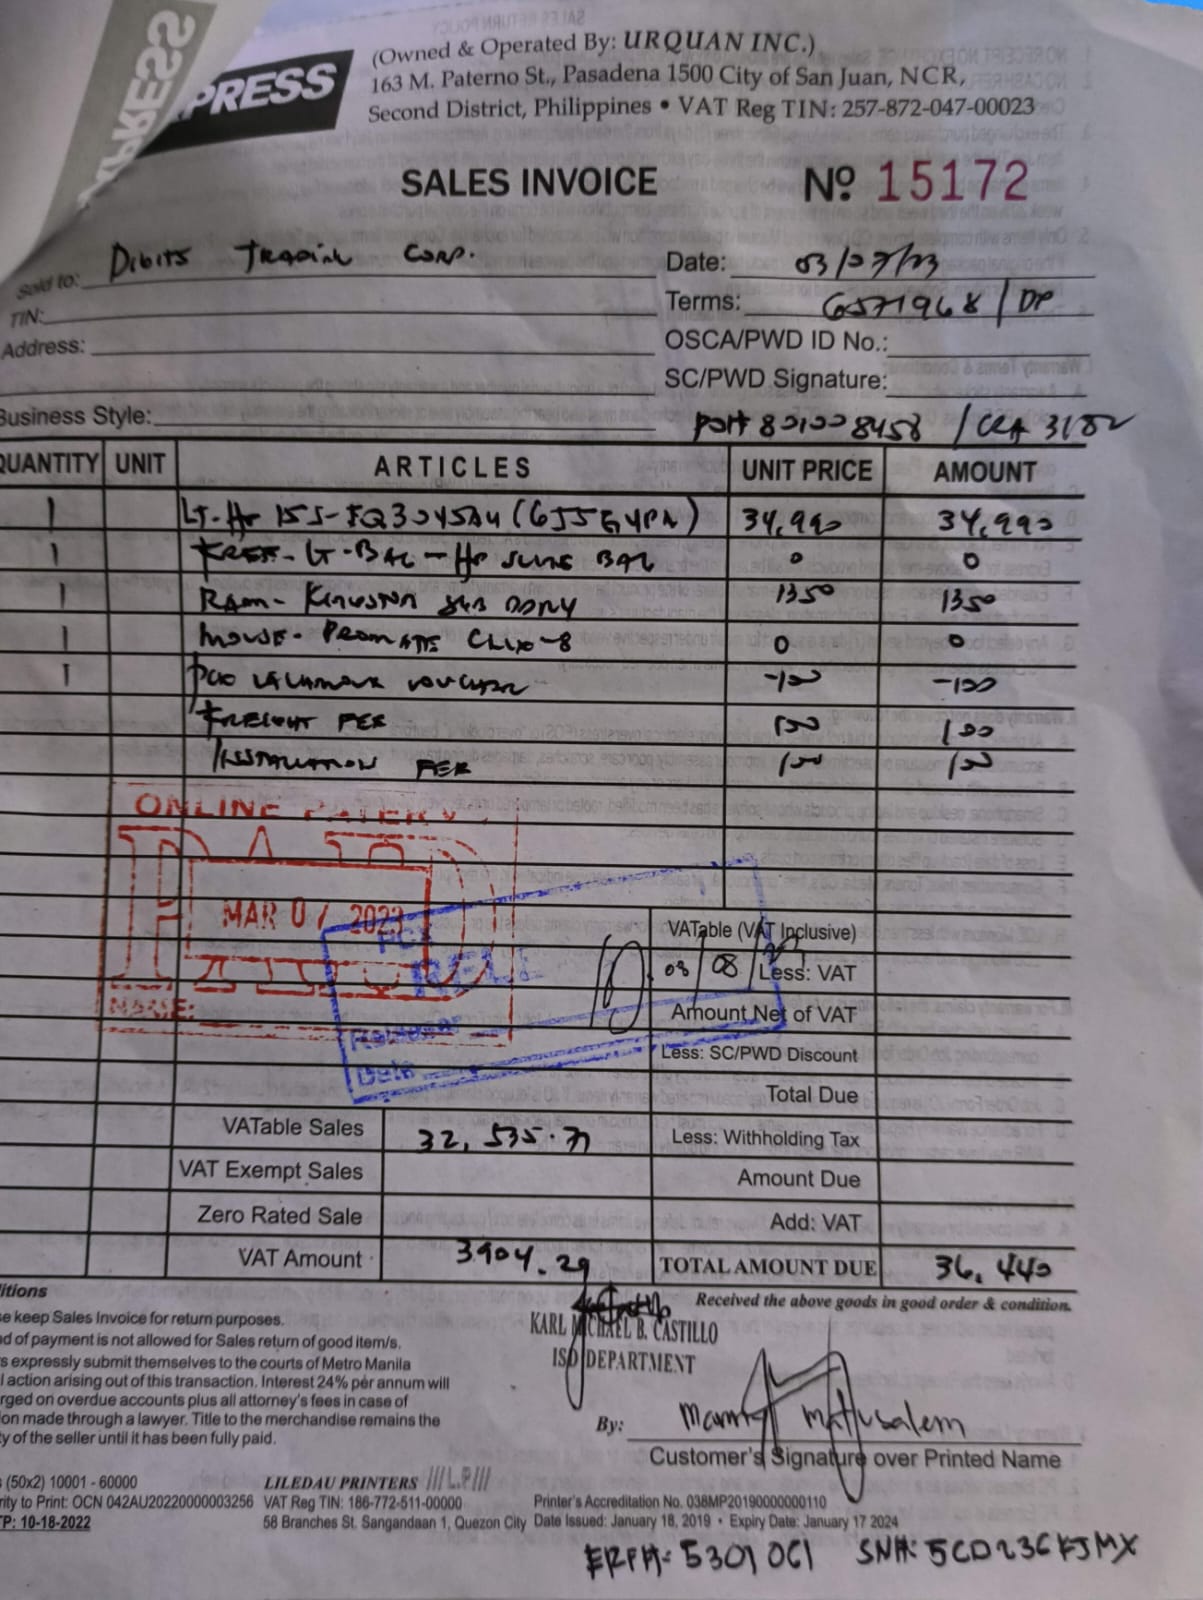 PRESS
(Owned & Operated By: URQUAN INC.)
163 M. Paterno St., Pasadena 1500 City of San Juan, NCR,
Second District, Philippines • VAT Reg TIN: 257-872-047-00023
SALES INVOICE Nº 15172
Sold to: Digits Trading Corp.
Date: 03/07/23
TIN:
Terms: 6571968 / DP
Address:
OSCA/PWD ID No.:
SC/PWD Signature:
Business Style:
/ CR# 3182
QUANTITY UNIT ARTICLES UNIT PRICE AMOUNT
1 LT-HP 15S-FQ3045AU (6J5G4PA) 34,990 34,990
1 FREE-LT-BAG-HP BAG 0 0
1 RAM-KINGSTON 8GB DDR4 1350 1350
1 MOUSE-PROMATE CLIX-8 0 0
1 VOUCHER -100 -100
FREIGHT FEE 100 100
INSTALLATION FEE 100 100
ONLINE
PAID
MAR 07 2023
NAME:
VATable (VAT Inclusive)
03/08/23 Less: VAT
Amount Net of VAT
Release
Date
Less: SC/PWD Discount
Total Due
VATable Sales 32,535.71
Less: Withholding Tax
VAT Exempt Sales
Amount Due
Zero Rated Sale
Add: VAT
VAT Amount 3904.29
TOTAL AMOUNT DUE 36,440
itions
Received the above goods in good order & condition.
se keep Sales Invoice for return purposes.
nd of payment is not allowed for Sales return of good item/s.
rs expressly submit themselves to the courts of Metro Manila
l action arising out of this transaction. Interest 24% per annum will
rged on overdue accounts plus all attorney's fees in case of
ion made through a lawyer. Title to the merchandise remains the
ty of the seller until it has been fully paid.
KARL MICHAEL B. CASTILLO
ISD DEPARTMENT
By: Matusalem
Customer's Signature over Printed Name
s (50x2) 10001 - 60000
rity to Print: OCN 042AU20220000003256
TP: 10-18-2022
LILEDAU PRINTERS ///L.P///
VAT Reg TIN: 186-772-511-00000
58 Branches St. Sangandaan 1, Quezon City
Printer's Accreditation No. 038MP20190000000110
Date Issued: January 18, 2019 • Expiry Date: January 17 2024
SN#: 5CD236KJMX